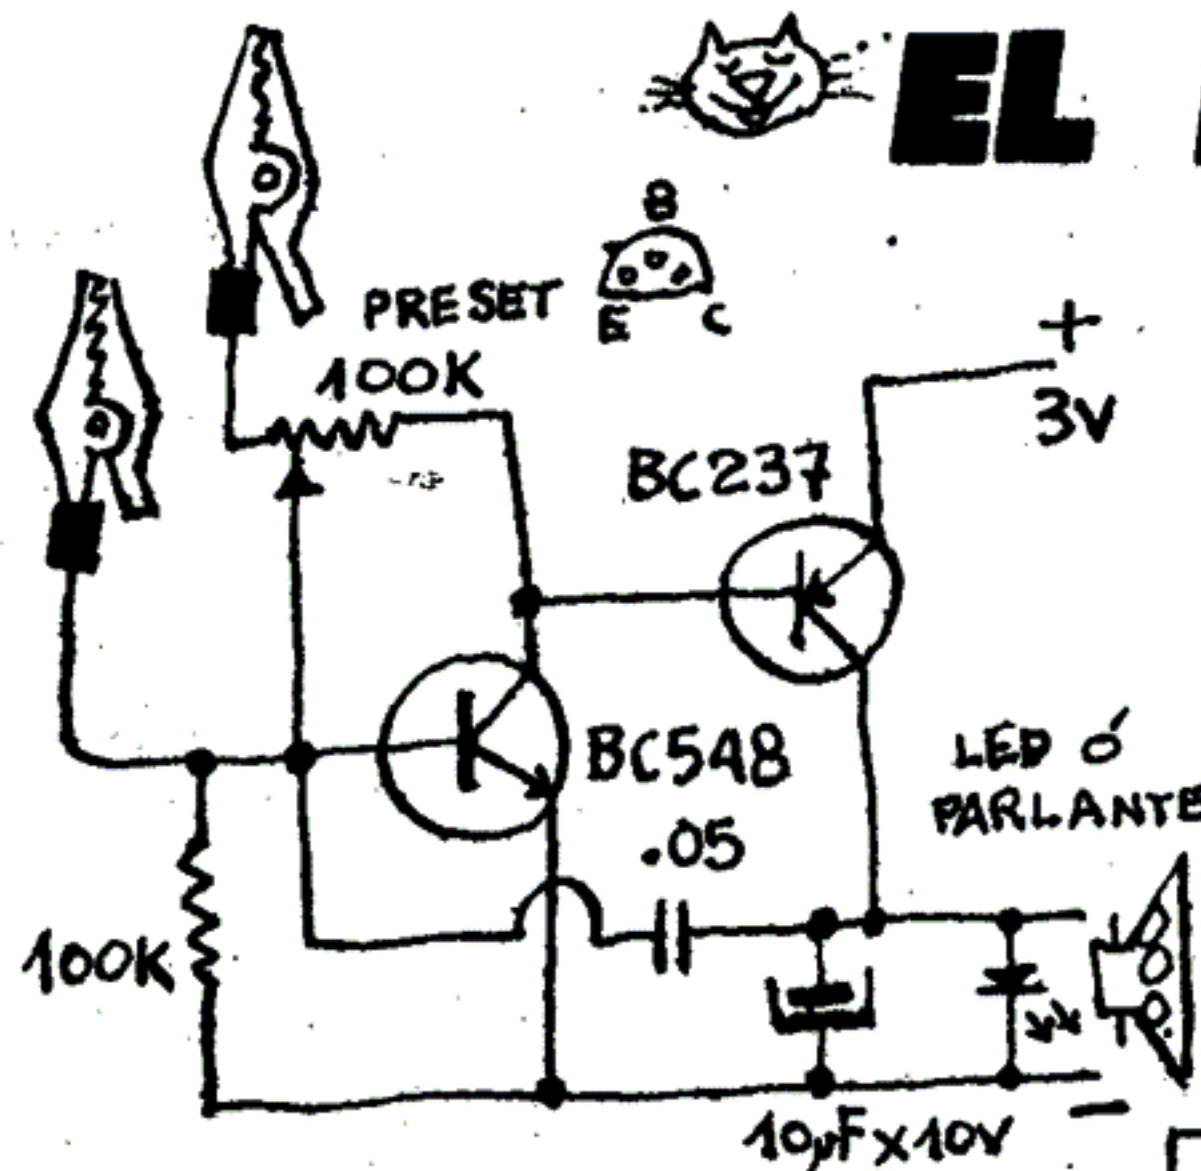 EL
B
E C
PRESET
100K
+
3V
BC237
BC548
.05
LED Ó
PARLANTE
100K
10µF x 10V
-